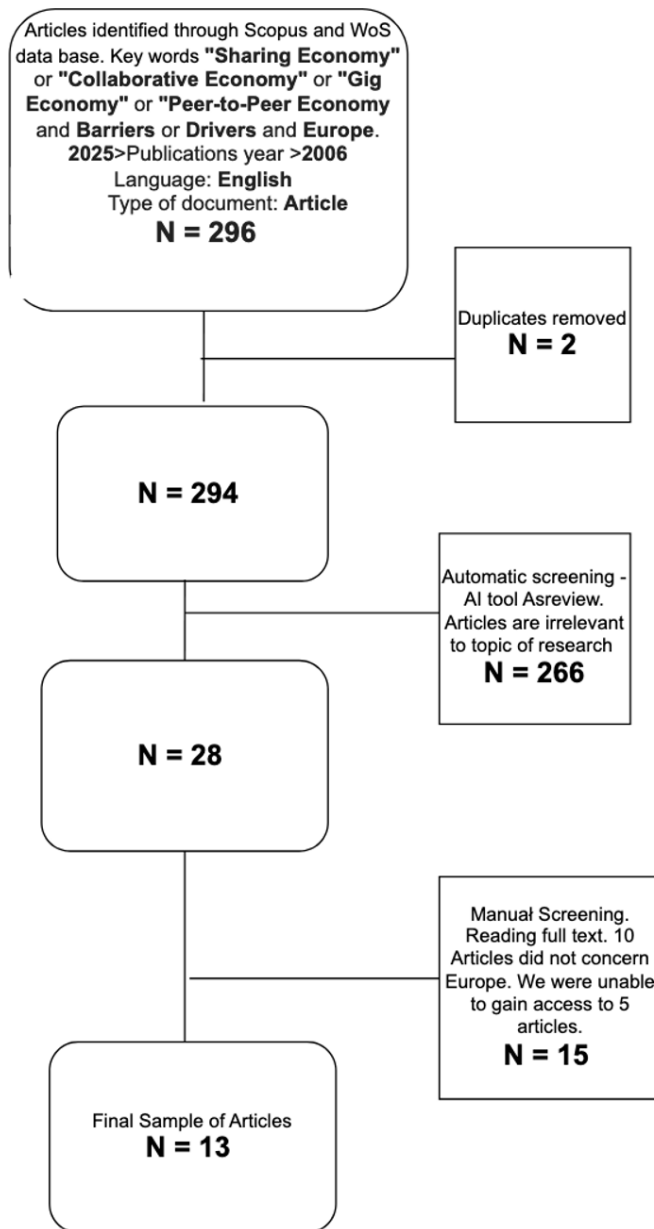 Articles identified through Scopus and WoS
data base. Key words "Sharing Economy"
or "Collaborative Economy" or "Gig
Economy" or "Peer-to-Peer Economy
and Barriers or Drivers and Europe.
2025>Publications year >2006
Language: English
Type of document: Article
N = 296
Duplicates removed
N = 2
N = 294
Automatic screening -
AI tool Asreview.
Articles are irrelevant
to topic of research
N = 266
N = 28
Manuał Screening.
Reading full text. 10
Articles did not concern
Europe. We were unable
to gain access to 5
articles.
N = 15
Final Sample of Articles
N = 13